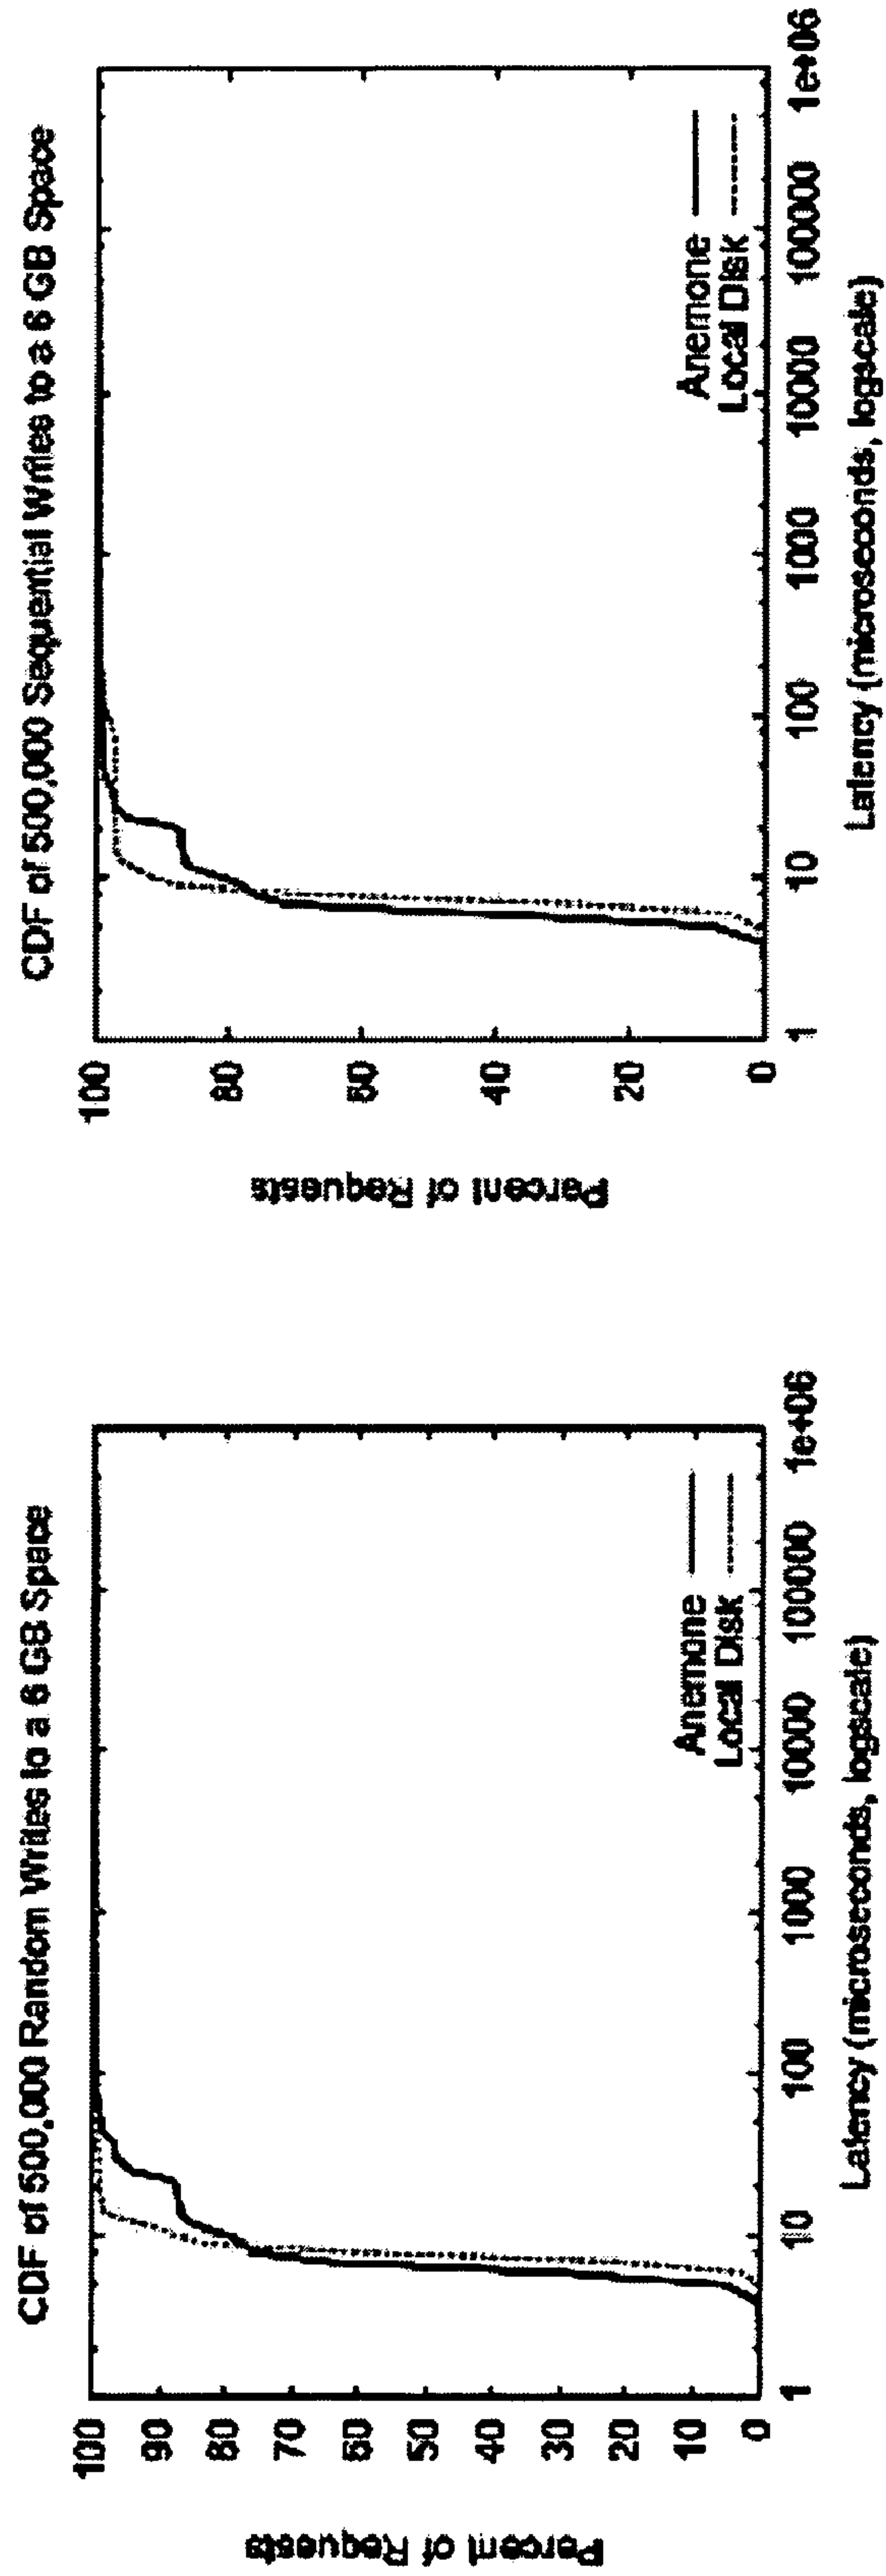 CDF of 500,000 Random Writes to a 6 GB Space
Percent of Requests
100
90
80
70
60
50
40
30
20
10
0
1
10
100
1000
10000
100000
1e+06
Anemone
Local Disk
Latency (microseconds, logscale)
CDF of 500,000 Sequential Writes to a 6 GB Space
Percent of Requests
100
80
60
40
20
0
1
10
100
1000
10000
100000
1e+06
Anemone
Local Disk
Latency (microseconds, logscale)